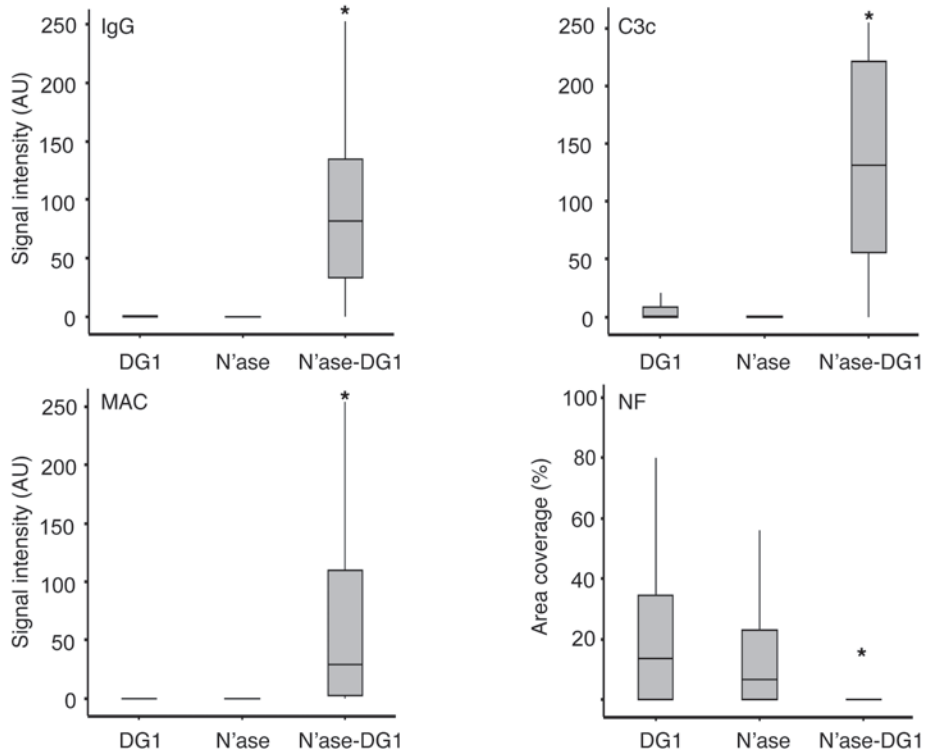 IgG
Signal intensity (AU)
250
200
150
100
50
0
*
DG1 N'ase N'ase-DG1
C3c
250
200
150
100
50
0
*
DG1 N'ase N'ase-DG1
MAC
Signal intensity (AU)
250
200
150
100
50
0
*
DG1 N'ase N'ase-DG1
NF
Area coverage (%)
100
80
60
40
20
*
DG1 N'ase N'ase-DG1